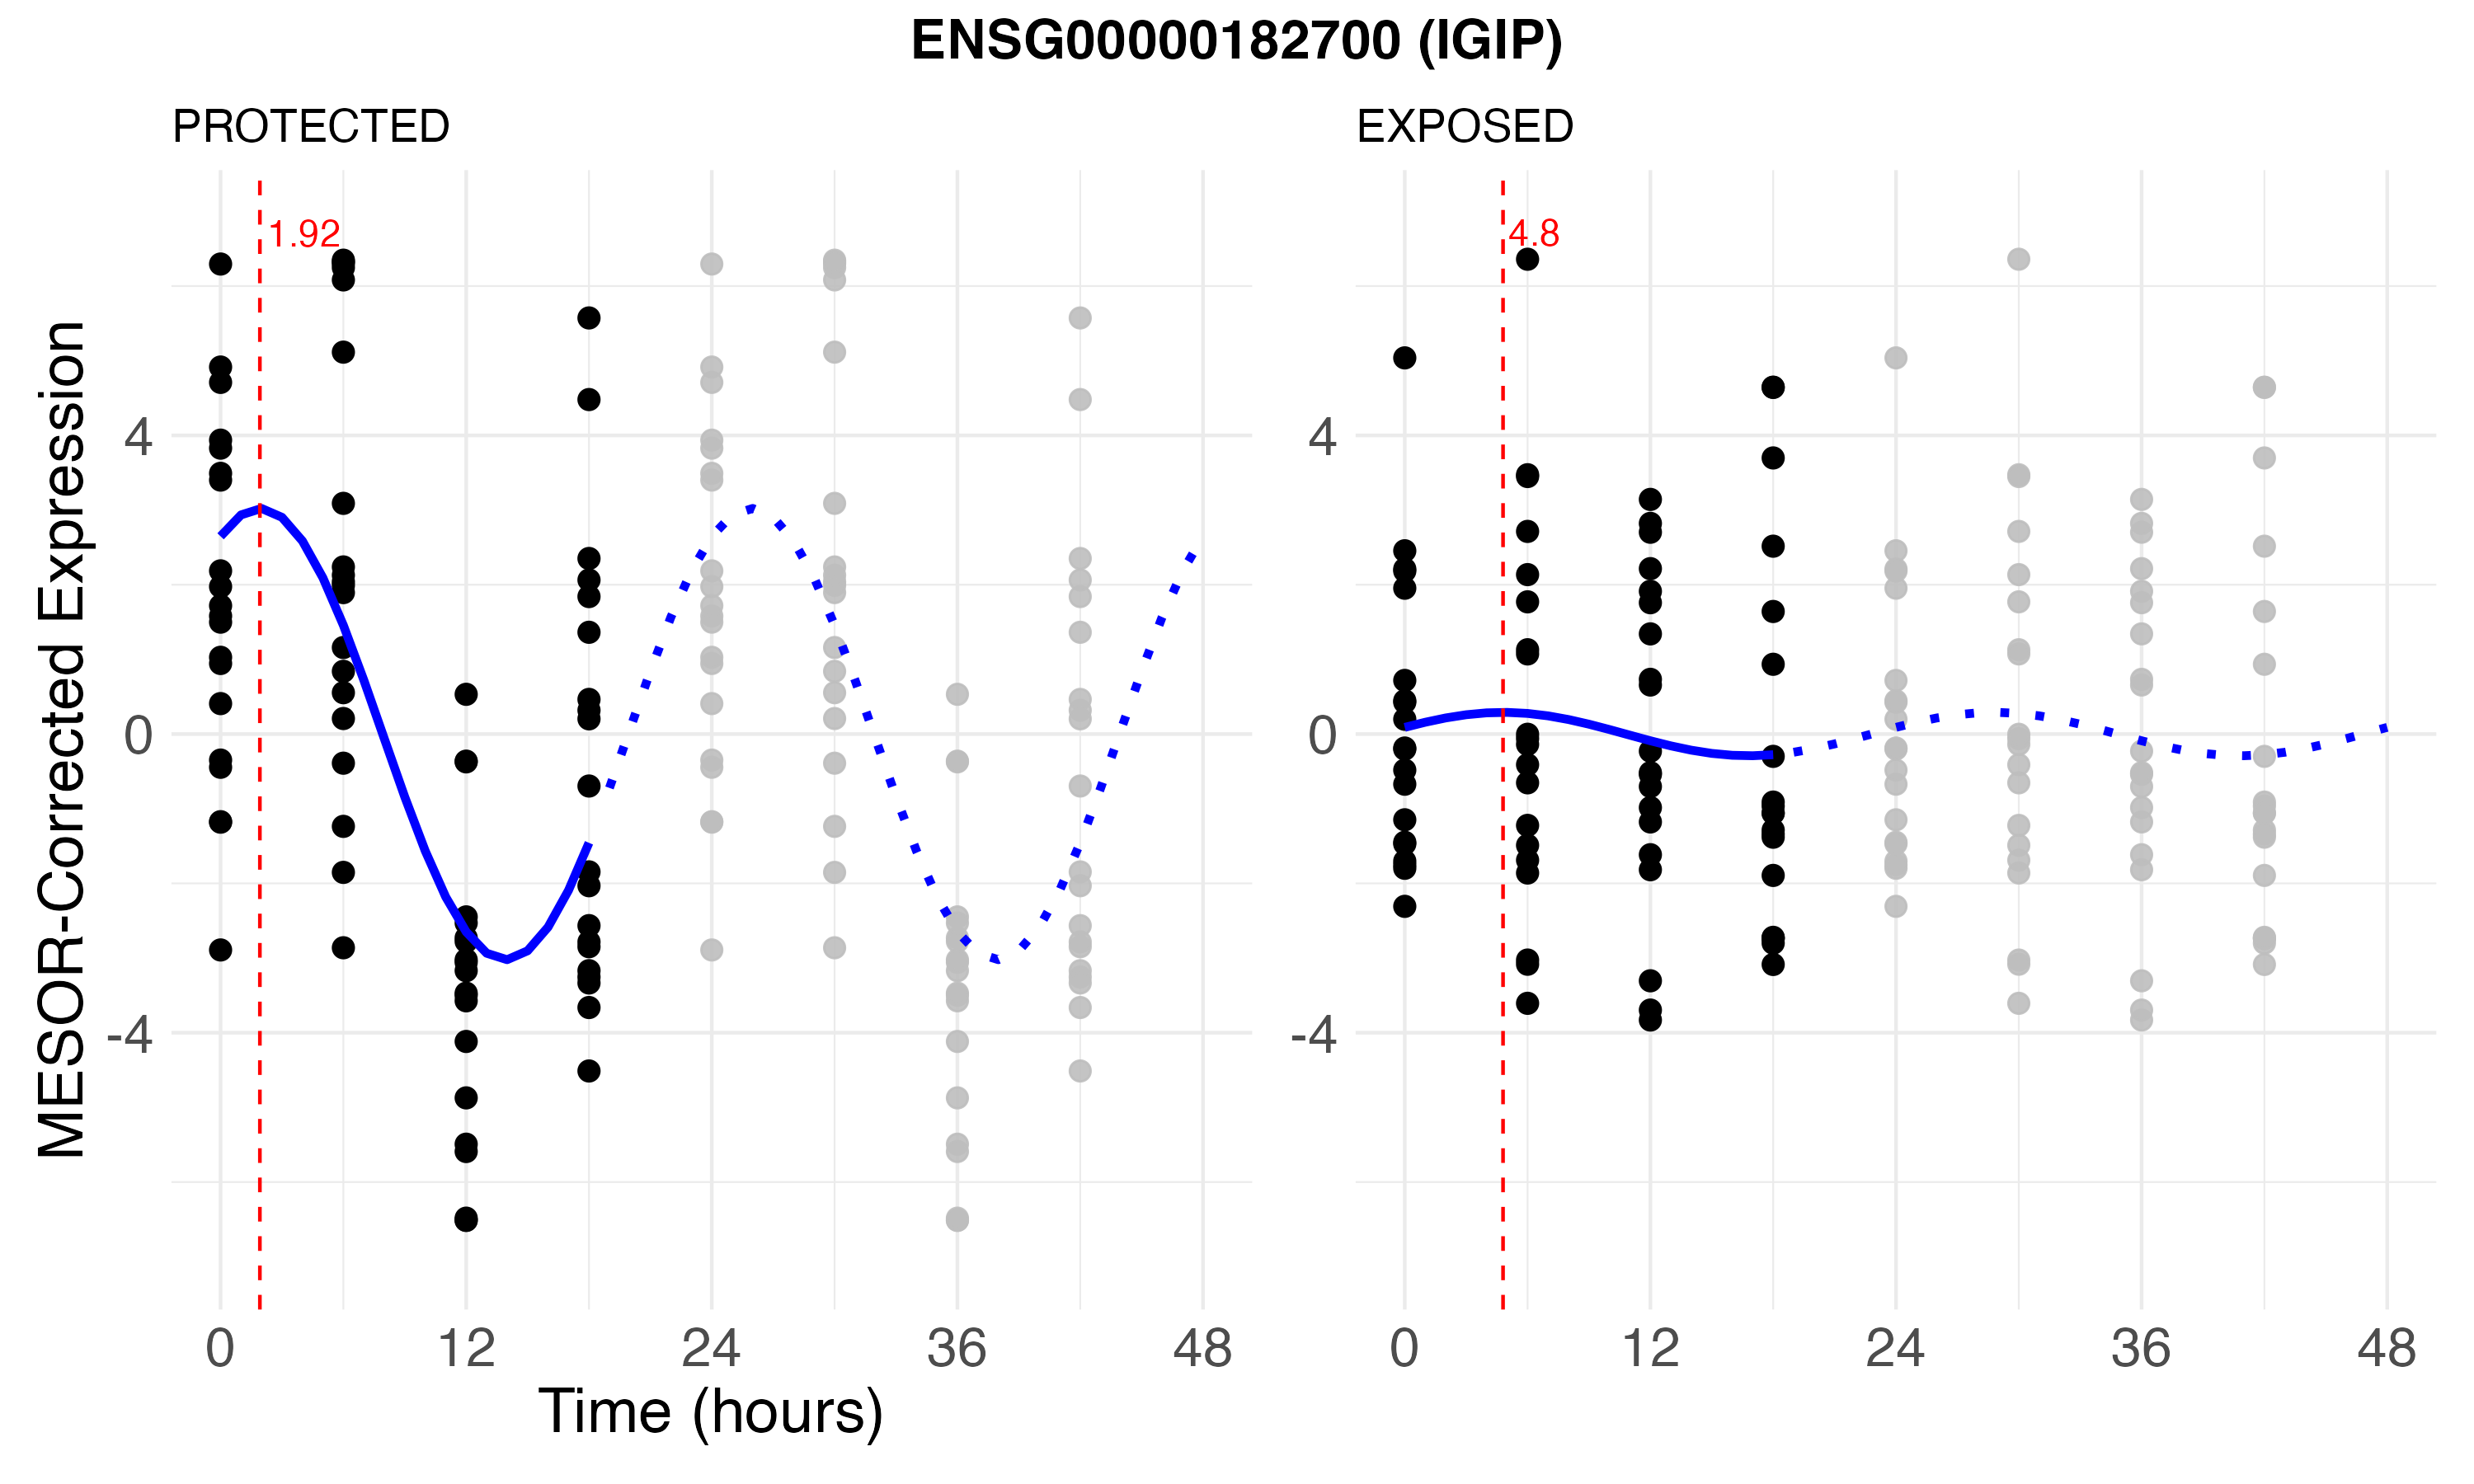 ENSG00000182700 (IGIP)
PROTECTED
EXPOSED
1.92
4.8
MESOR-Corrected Expression
4
0
-4
4
0
-4
0 12 24 36 48
0 12 24 36 48
Time (hours)